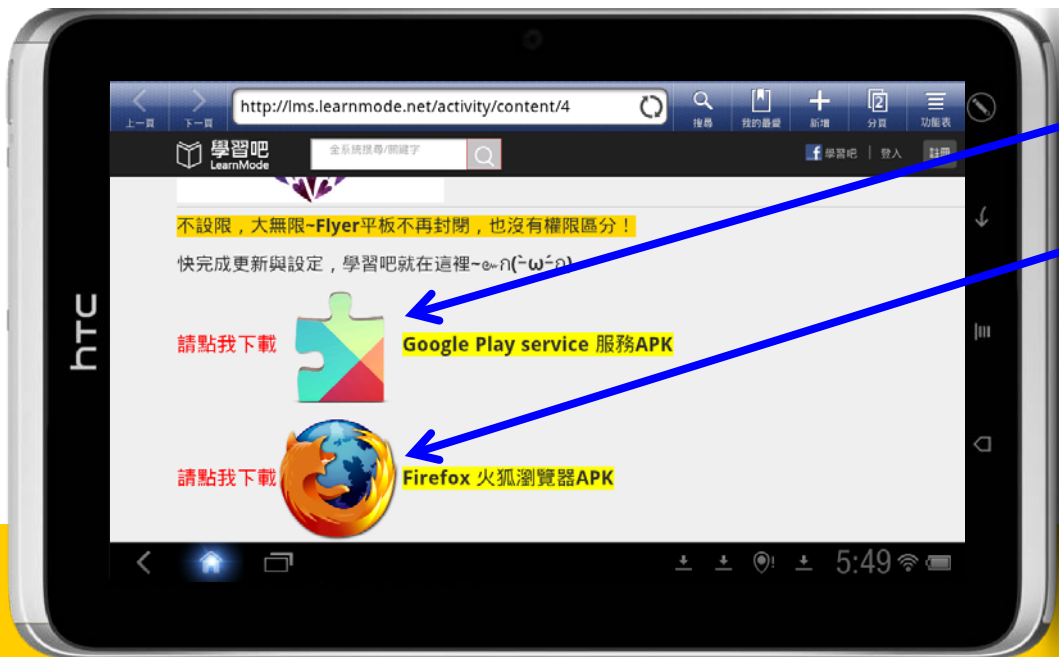 http://lms.learnmode.net/activity/content/4
上一頁
下一頁
搜尋
我的最愛
新增
2
分頁
功能表
學習吧
LearnMode
全系統搜尋/關鍵字
f 學習吧 | 登入
註冊
不設限，大無限~Flyer平板不再封閉，也沒有權限區分！
快完成更新與設定，學習吧就在這裡~
請點我下載
Google Play service 服務APK
請點我下載
Firefox 火狐瀏覽器APK
5:49
hTC